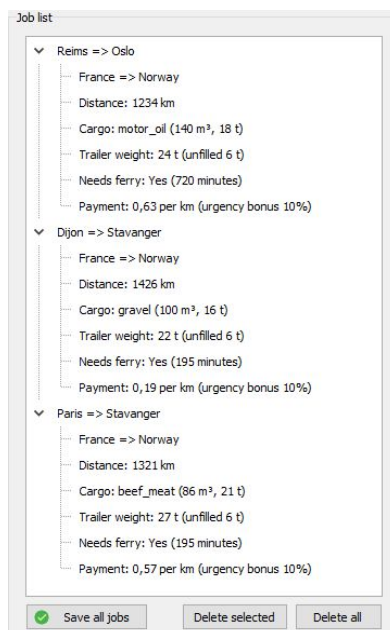 Job list
Reims => Oslo
France => Norway
Distance: 1234 km
Cargo: motor_oil (140 m³, 18 t)
Trailer weight: 24 t (unfilled 6 t)
Needs ferry: Yes (720 minutes)
Payment: 0,63 per km (urgency bonus 10%)
Dijon => Stavanger
France => Norway
Distance: 1426 km
Cargo: gravel (100 m³, 16 t)
Trailer weight: 22 t (unfilled 6 t)
Needs ferry: Yes (195 minutes)
Payment: 0,19 per km (urgency bonus 10%)
Paris => Stavanger
France => Norway
Distance: 1321 km
Cargo: beef_meat (86 m³, 21 t)
Trailer weight: 27 t (unfilled 6 t)
Needs ferry: Yes (195 minutes)
Payment: 0,57 per km (urgency bonus 10%)
Save all jobs Delete selected Delete all